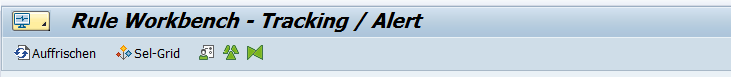 Rule Workbench - Tracking / Alert
Auffrischen Sel-Grid